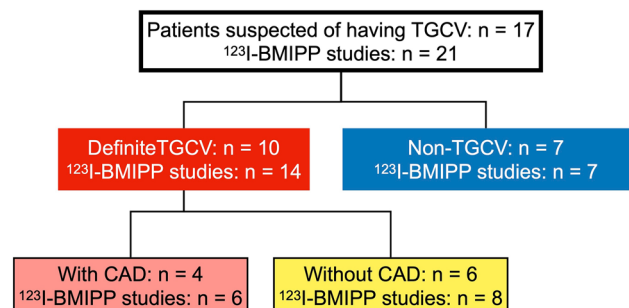 Patients suspected of having TGCV: n = 17
¹²³I-BMIPP studies: n = 21
DefiniteTGCV: n = 10
¹²³I-BMIPP studies: n = 14
Non-TGCV: n = 7
¹²³I-BMIPP studies: n = 7
With CAD: n = 4
¹²³I-BMIPP studies: n = 6
Without CAD: n = 6
¹²³I-BMIPP studies: n = 8